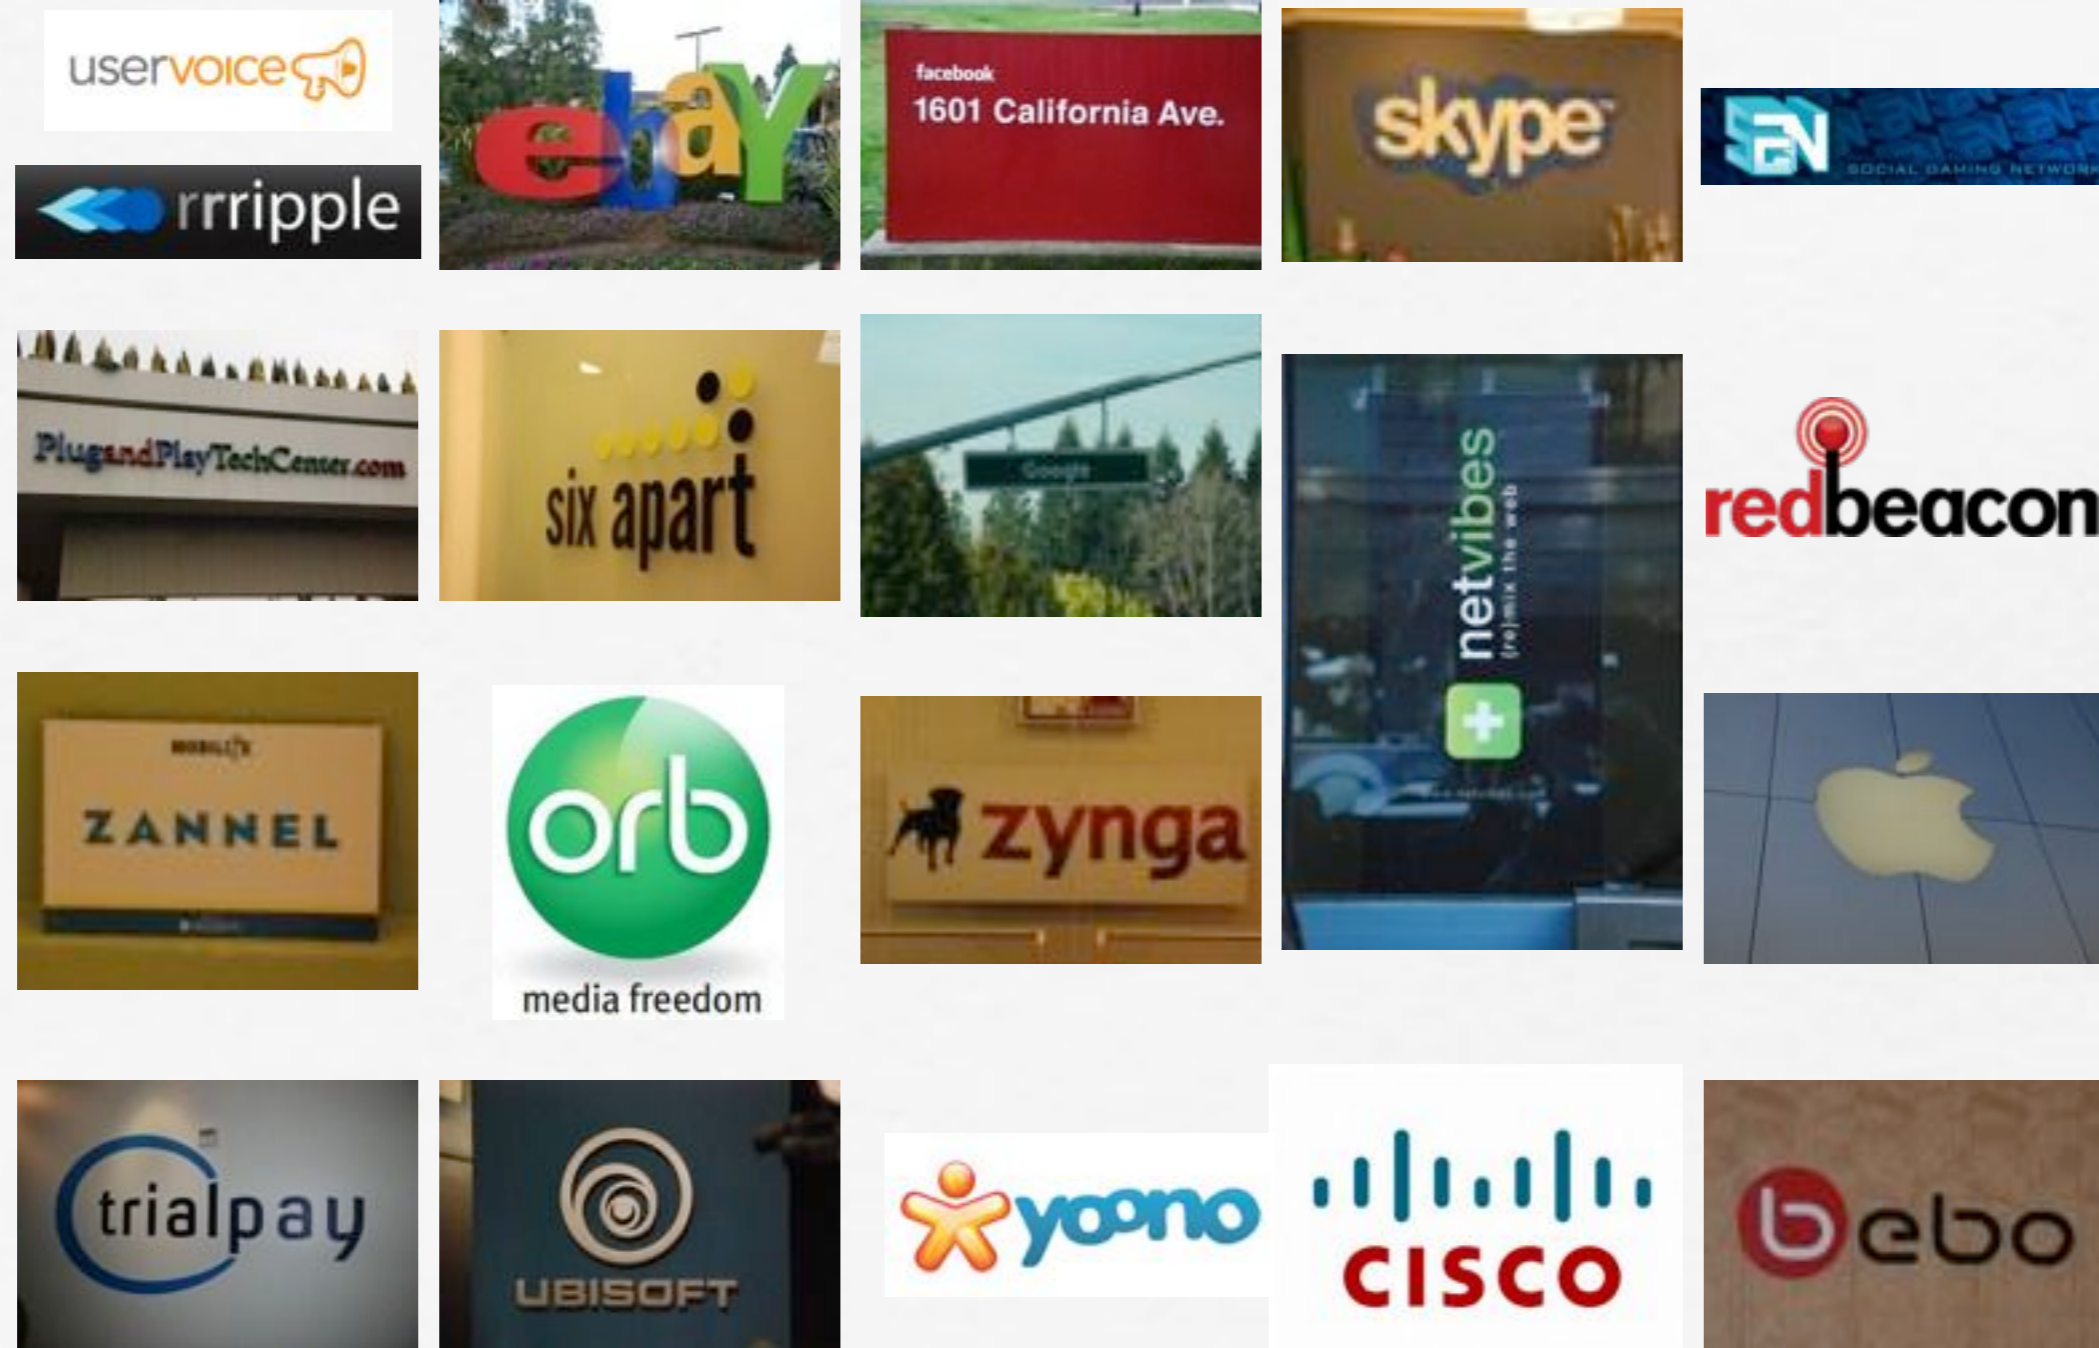 uservoice
rrripple
ebay
facebook
1601 California Ave.
skype™
SGN
SOCIAL GAMING NETWORK
PlugandPlayTechCenter.com
six apart
Google
netvibes
(re)mix the web
redbeacon
ZANNEL
orb
media freedom
zynga
trialpay
UBISOFT
yoono
CISCO
bebo